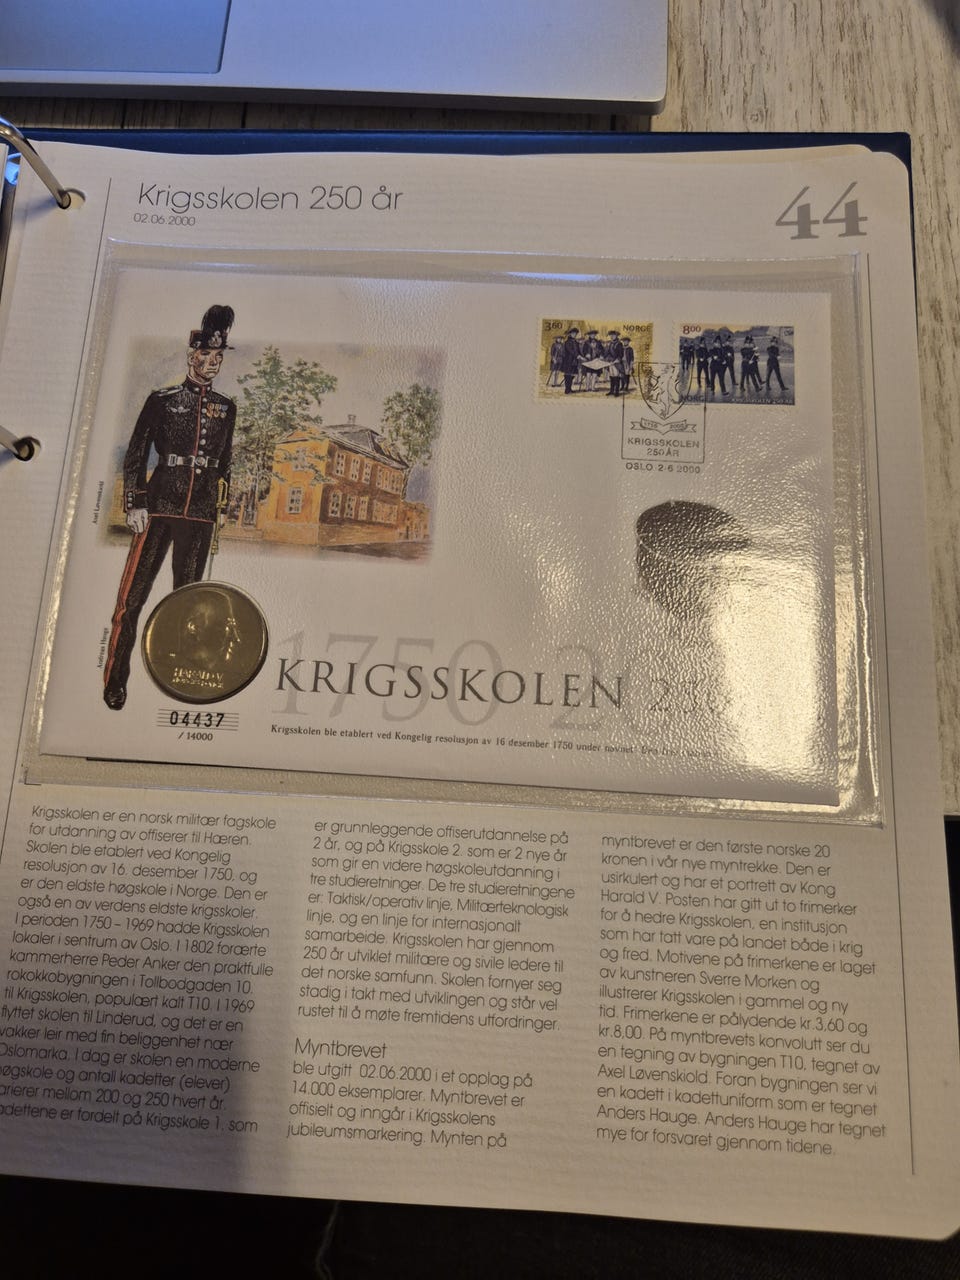 Krigsskolen 250 år
02.06.2000
44
3,60
NORGE
8,00
NORGE
KRIGSSKOLEN 250 ÅR
1750 2000
KRIGSSKOLEN
250 ÅR
OSLO 2-6 2000
Axel Løvenskiold
HARALD V
1750 2
KRIGSSKOLEN 250
04437
/ 14000
Krigsskolen ble etablert ved Kongelig resolusjon av 16 desember 1750 under navnet
Krigsskolen er en norsk militær fagskole
for utdanning av offiserer til Hæren.
Skolen ble etablert ved Kongelig
resolusjon av 16. desember 1750, og
er den eldste høgskole i Norge. Den er
også en av verdens eldste krigsskoler.
I perioden 1750 – 1969 hadde Krigsskolen
lokaler i sentrum av Oslo. I 1802 forærte
kammerherre Peder Anker den praktfulle
rokokkobygningen i Tollbodgaden 10.
til Krigsskolen, populært kalt T10. I 1969
flyttet skolen til Linderud, og det er en
vakker leir med fin beliggenhet nær
Oslomarka. I dag er skolen en moderne
høgskole og antall kadetter (elever)
arierer mellom 200 og 250 hvert år.
adettene er fordelt på Krigsskole 1. som
er grunnleggende offiserutdannelse på
2 år, og på Krigsskole 2. som er 2 nye år
som gir en videre høgskoleutdanning i
tre studieretninger. De tre studieretningene
er: Taktisk/operativ linje, Militærteknologisk
linje, og en linje for internasjonalt
samarbeide. Krigsskolen har gjennom
250 år utviklet militære og sivile ledere til
det norske samfunn. Skolen fornyer seg
stadig i takt med utviklingen og står vel
rustet til å møte fremtidens utfordringer.
Myntbrevet
ble utgitt 02.06.2000 i et opplag på
14.000 eksemplarer. Myntbrevet er
offisielt og inngår i Krigsskolens
jubileumsmarkering. Mynten på
myntbrevet er den første norske 20
kronen i vår nye myntrekke. Den er
usirkulert og har et portrett av Kong
Harald V. Posten har gitt ut to frimerker
for å hedre Krigsskolen, en institusjon
som har tatt vare på landet både i krig
og fred. Motivene på frimerkene er laget
av kunstneren Sverre Morken og
illustrerer Krigsskolen i gammel og ny
tid. Frimerkene er pålydende kr.3,60 og
kr.8,00. På myntbrevets konvolutt ser du
en tegning av bygningen T10, tegnet av
Axel Løvenskiold. Foran bygningen ser vi
en kadett i kadettuniform som er tegnet
Anders Hauge. Anders Hauge har tegnet
mye for forsvaret gjennom tidene.